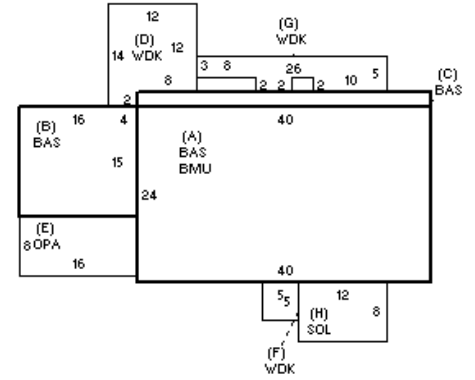 12
(G)
WDK
(D)
14 WDK 12
3 8 26 5
(C)
BAS
8 2 2 2 10
2
(B) 16 4 (A) 40
BAS
BAS
BMU
15
24
(E)
8 OPA
16
40
5 5 12
(H) 8
SOL
(F)
WDK